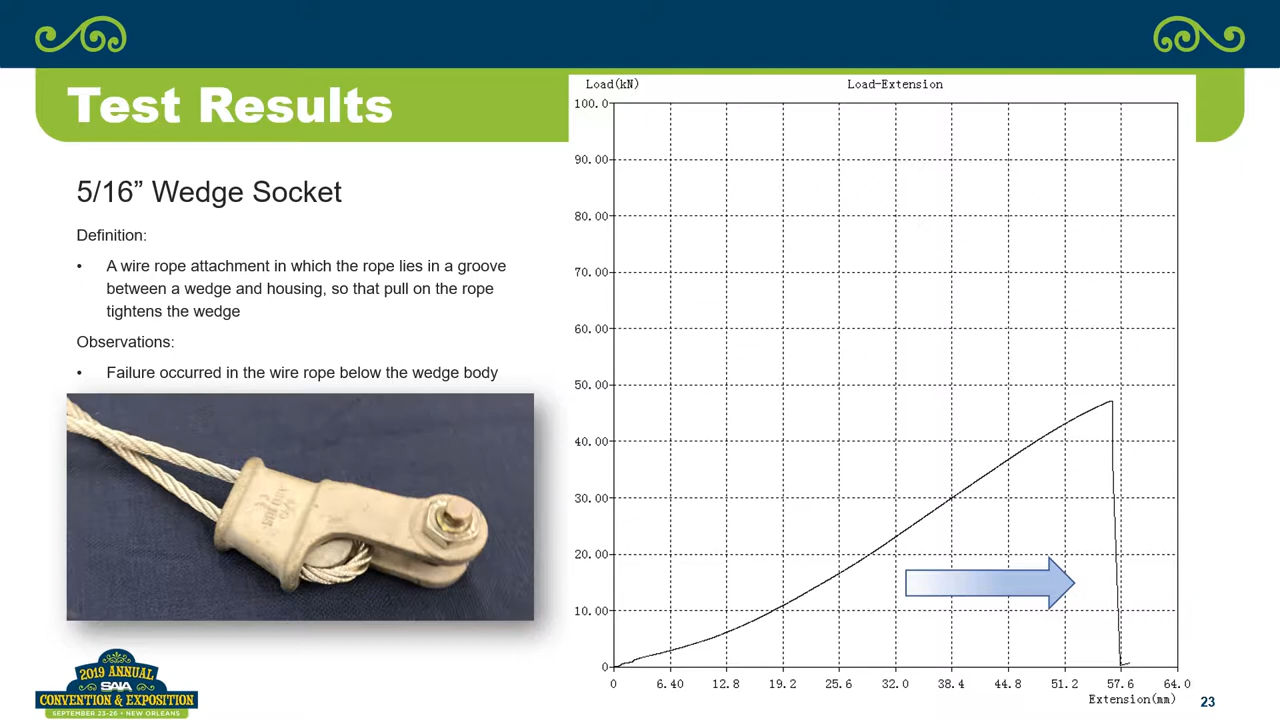 Test Results
5/16” Wedge Socket
Definition:
• A wire rope attachment in which the rope lies in a groove
between a wedge and housing, so that pull on the rope
tightens the wedge
Observations:
• Failure occurred in the wire rope below the wedge body
2019 ANNUAL
SAIA
CONVENTION & EXPOSITION
SEPTEMBER 23-26 • NEW ORLEANS
Load(kN)
Load-Extension
100.0
90.00
80.00
70.00
60.00
50.00
40.00
30.00
20.00
10.00
0
0 6.40 12.8 19.2 25.6 32.0 38.4 44.8 51.2 57.6 64.0
Extension(mm)
23